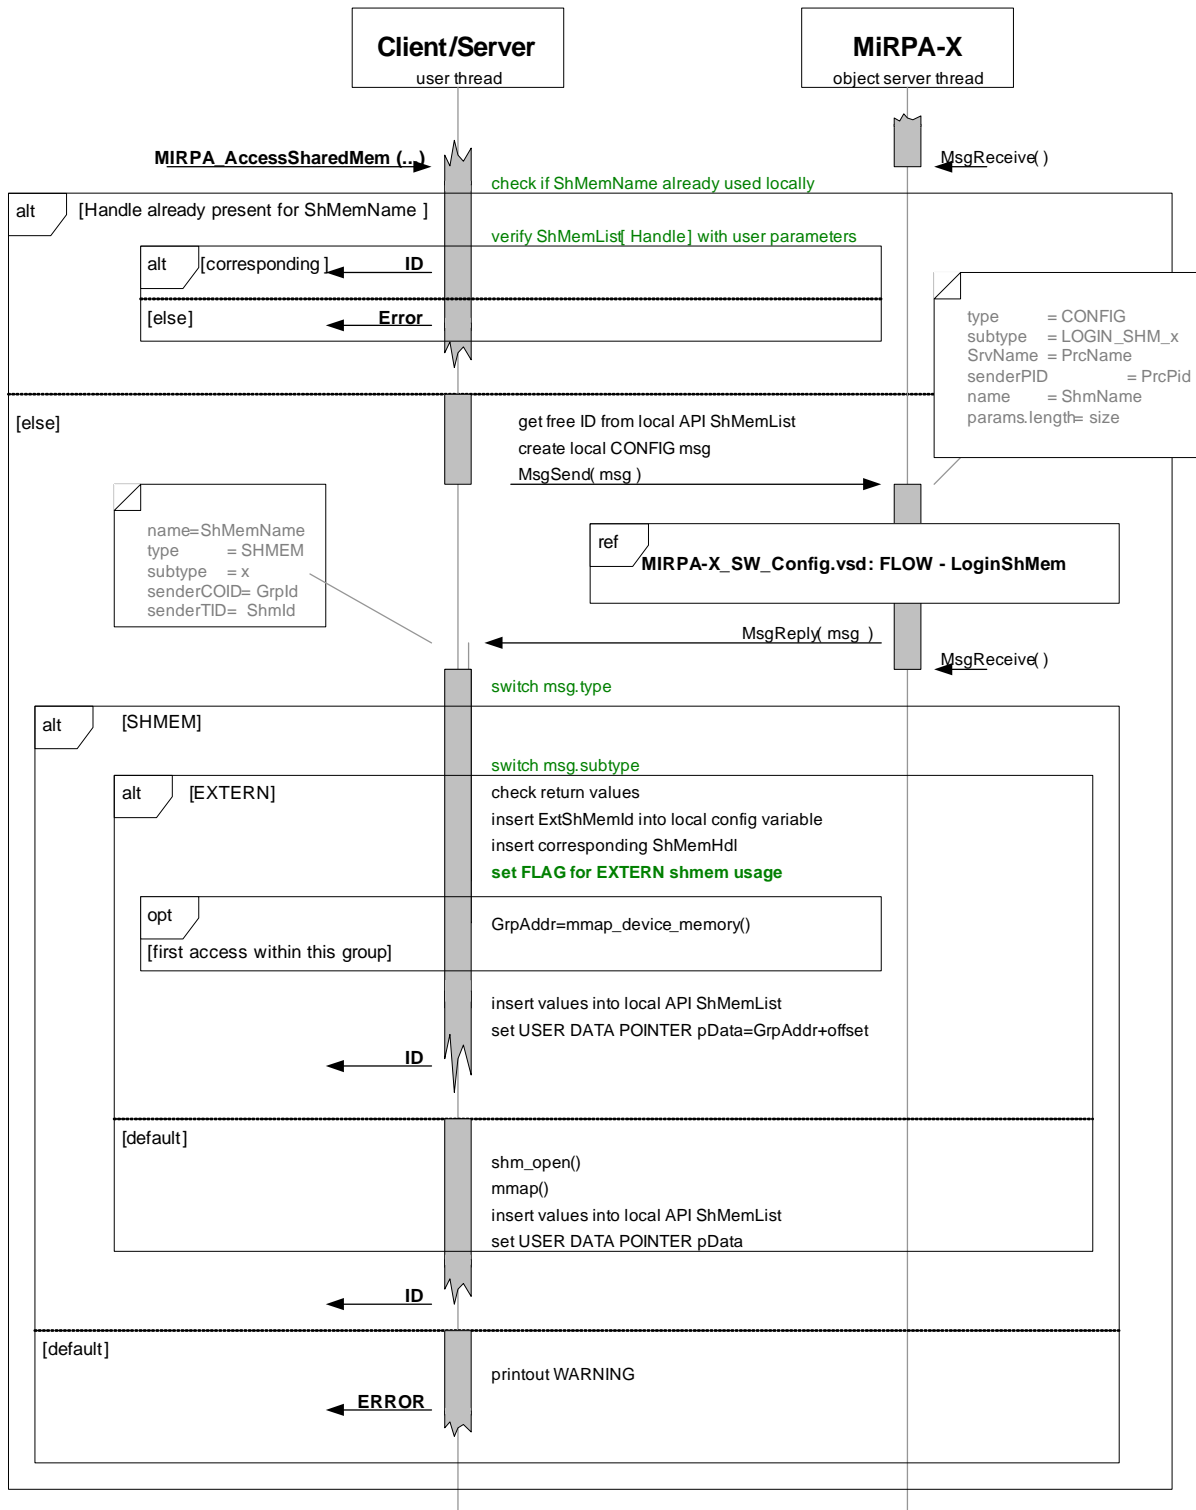 Client/Server
user thread
MiRPA-X
object server thread
MIRPA_AccessSharedMem (...)
MsgReceive( )
check if ShMemName already used locally
alt
[Handle already present for ShMemName ]
verify ShMemList[ Handle] with user parameters
alt
[corresponding ]
ID
[else]
Error
type = CONFIG
subtype = LOGIN_SHM_x
SrvName = PrcName
senderPID = PrcPid
name = ShmName
params.length= size
[else]
get free ID from local API ShMemList
create local CONFIG msg
MsgSend( msg )
name=ShMemName
type = SHMEM
subtype = x
senderCOID= GrpId
senderTID= ShmId
ref
MIRPA-X_SW_Config.vsd: FLOW - LoginShMem
MsgReply( msg )
MsgReceive( )
switch msg.type
alt
[SHMEM]
switch msg.subtype
alt
[EXTERN]
check return values
insert ExtShMemId into local config variable
insert corresponding ShMemHdl
set FLAG for EXTERN shmem usage
opt
GrpAddr=mmap_device_memory()
[first access within this group]
insert values into local API ShMemList
set USER DATA POINTER pData=GrpAddr+offset
ID
[default]
shm_open()
mmap()
insert values into local API ShMemList
set USER DATA POINTER pData
ID
[default]
printout WARNING
ERROR